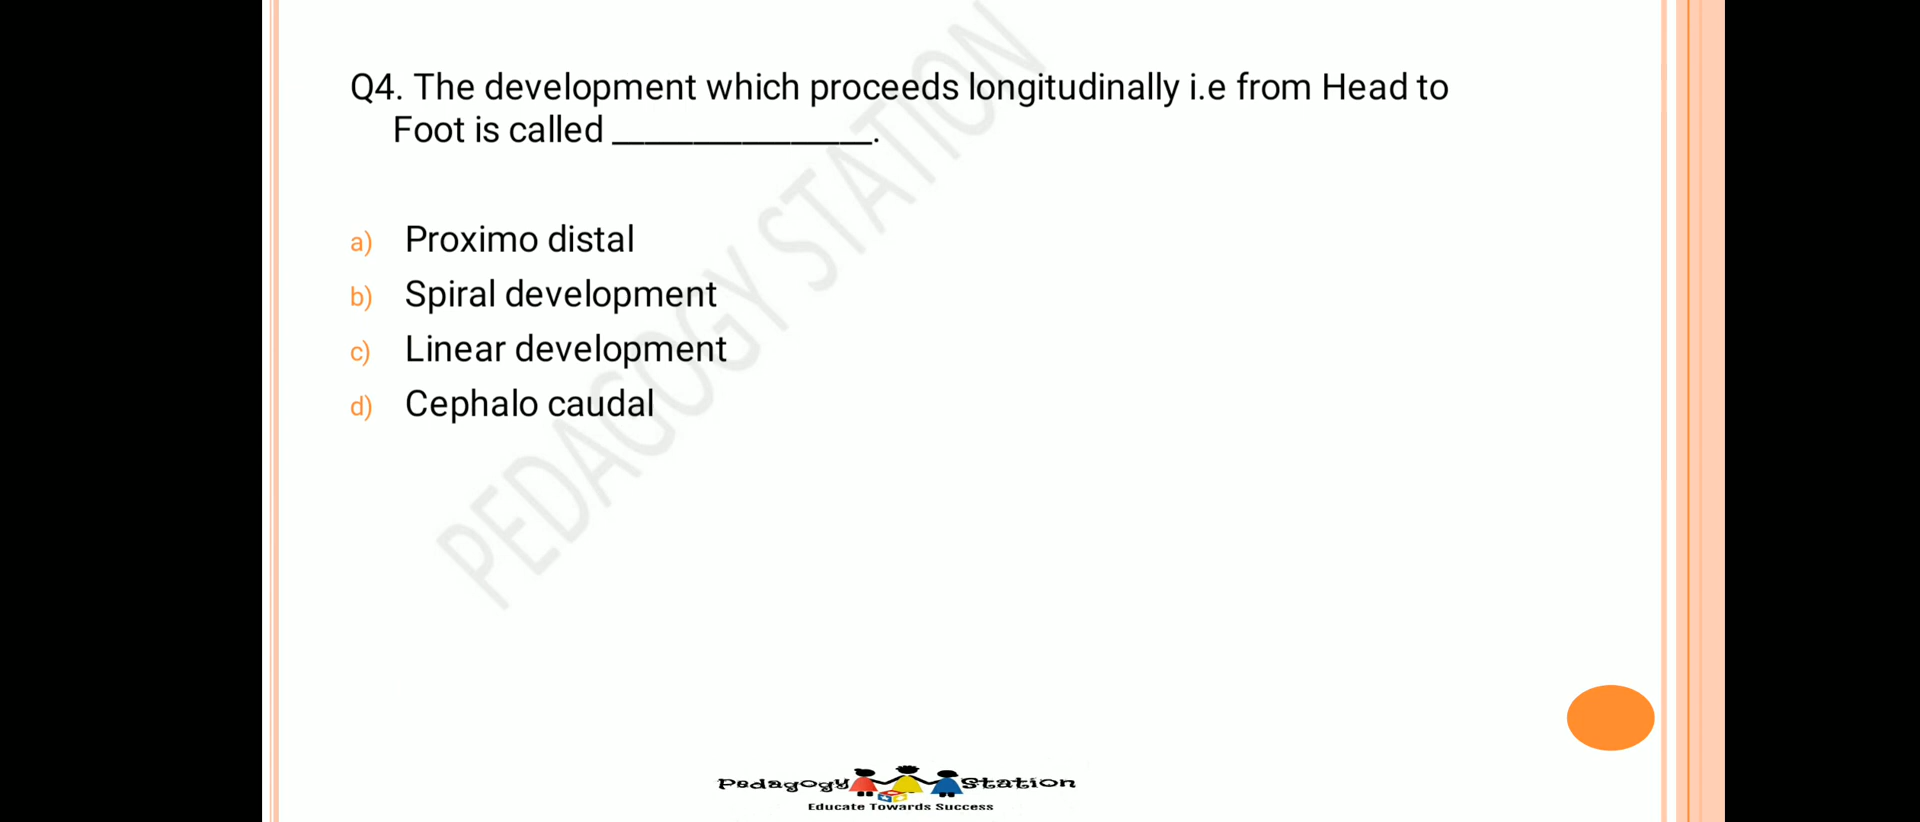 Q4. The development which proceeds longitudinally i.e from Head to
Foot is called ________________.
a) Proximo distal
b) Spiral development
c) Linear development
d) Cephalo caudal
PEDAGOGY STATION
Pedagogy Station
Educate Towards Success